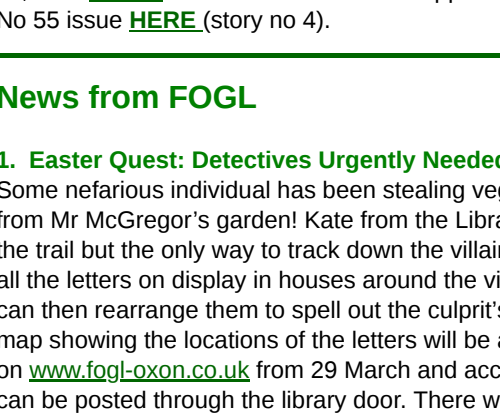 No 55 issue HERE (story no 4).
News from FOGL
1. Easter Quest: Detectives Urgently Needed
Some nefarious individual has been stealing veg
from Mr McGregor's garden! Kate from the Libra
the trail but the only way to track down the villain
all the letters on display in houses around the vi
can then rearrange them to spell out the culprit's
map showing the locations of the letters will be a
on www.fogl-oxon.co.uk from 29 March and acc
can be posted through the library door. There w